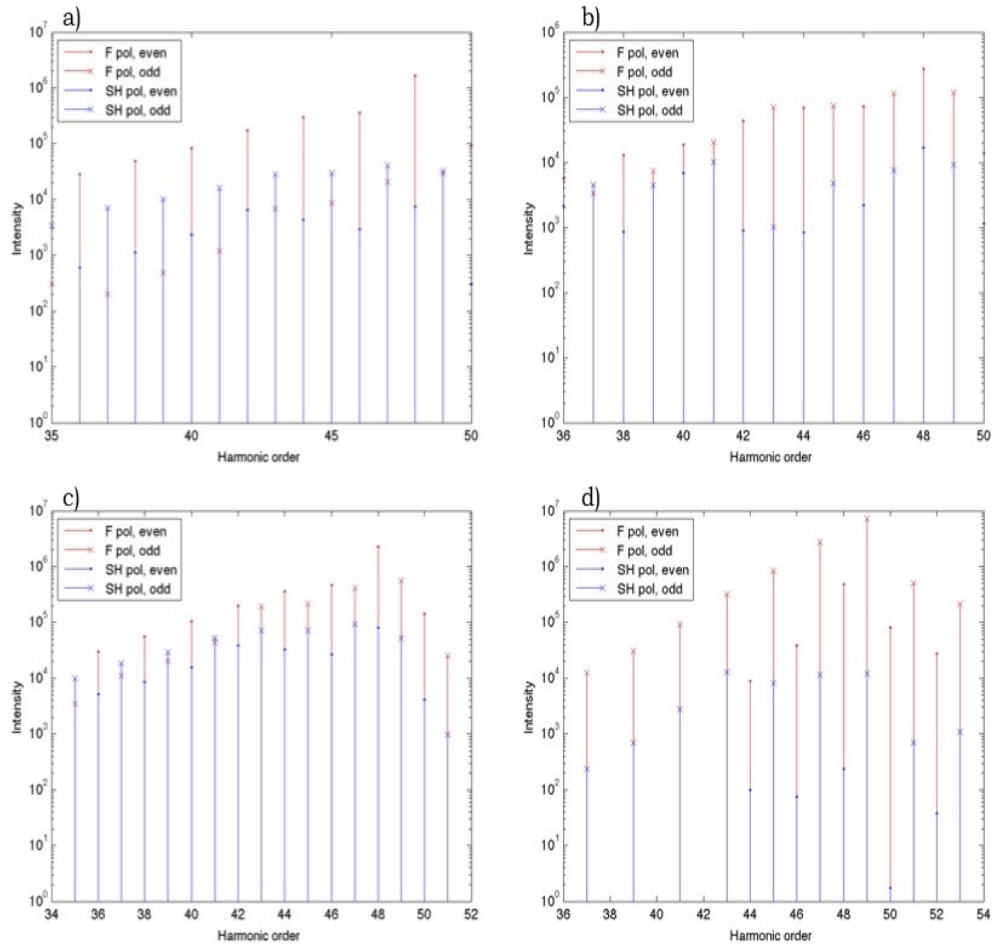 a)
10^7
10^6
10^5
10^4
10^3
10^2
10^1
10^0
Intensity
F pol, even
F pol, odd
SH pol, even
SH pol, odd
35 40 45 50
Harmonic order
b)
10^6
10^5
10^4
10^3
10^2
10^1
10^0
Intensity
F pol, even
F pol, odd
SH pol, even
SH pol, odd
36 38 40 42 44 46 48 50
Harmonic order
c)
10^7
10^6
10^5
10^4
10^3
10^2
10^1
10^0
Intensity
F pol, even
F pol, odd
SH pol, even
SH pol, odd
34 36 38 40 42 44 46 48 50 52
Harmonic order
d)
10^7
10^6
10^5
10^4
10^3
10^2
10^1
10^0
Intensity
F pol, even
F pol, odd
SH pol, even
SH pol, odd
36 38 40 42 44 46 48 50 52 54
Harmonic order